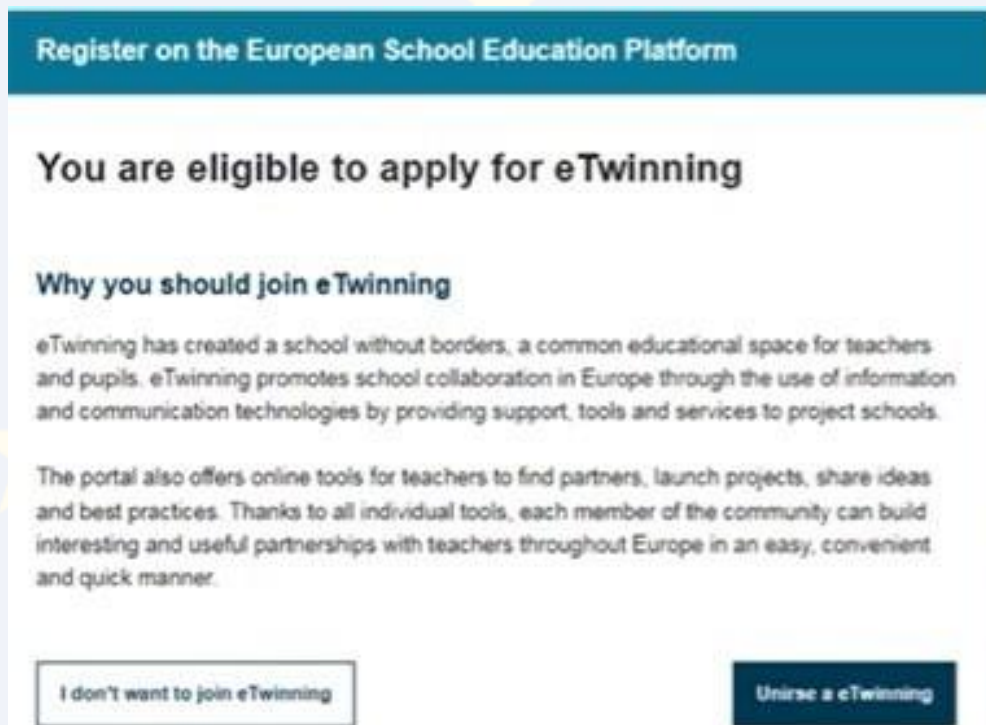 Register on the European School Education Platform
You are eligible to apply for eTwinning
Why you should join eTwinning
eTwinning has created a school without borders, a common educational space for teachers
and pupils. eTwinning promotes school collaboration in Europe through the use of information
and communication technologies by providing support, tools and services to project schools.
The portal also offers online tools for teachers to find partners, launch projects, share ideas
and best practices. Thanks to all individual tools, each member of the community can build
interesting and useful partnerships with teachers throughout Europe in an easy, convenient
and quick manner.
I don't want to join eTwinning
Unirse a eTwinning